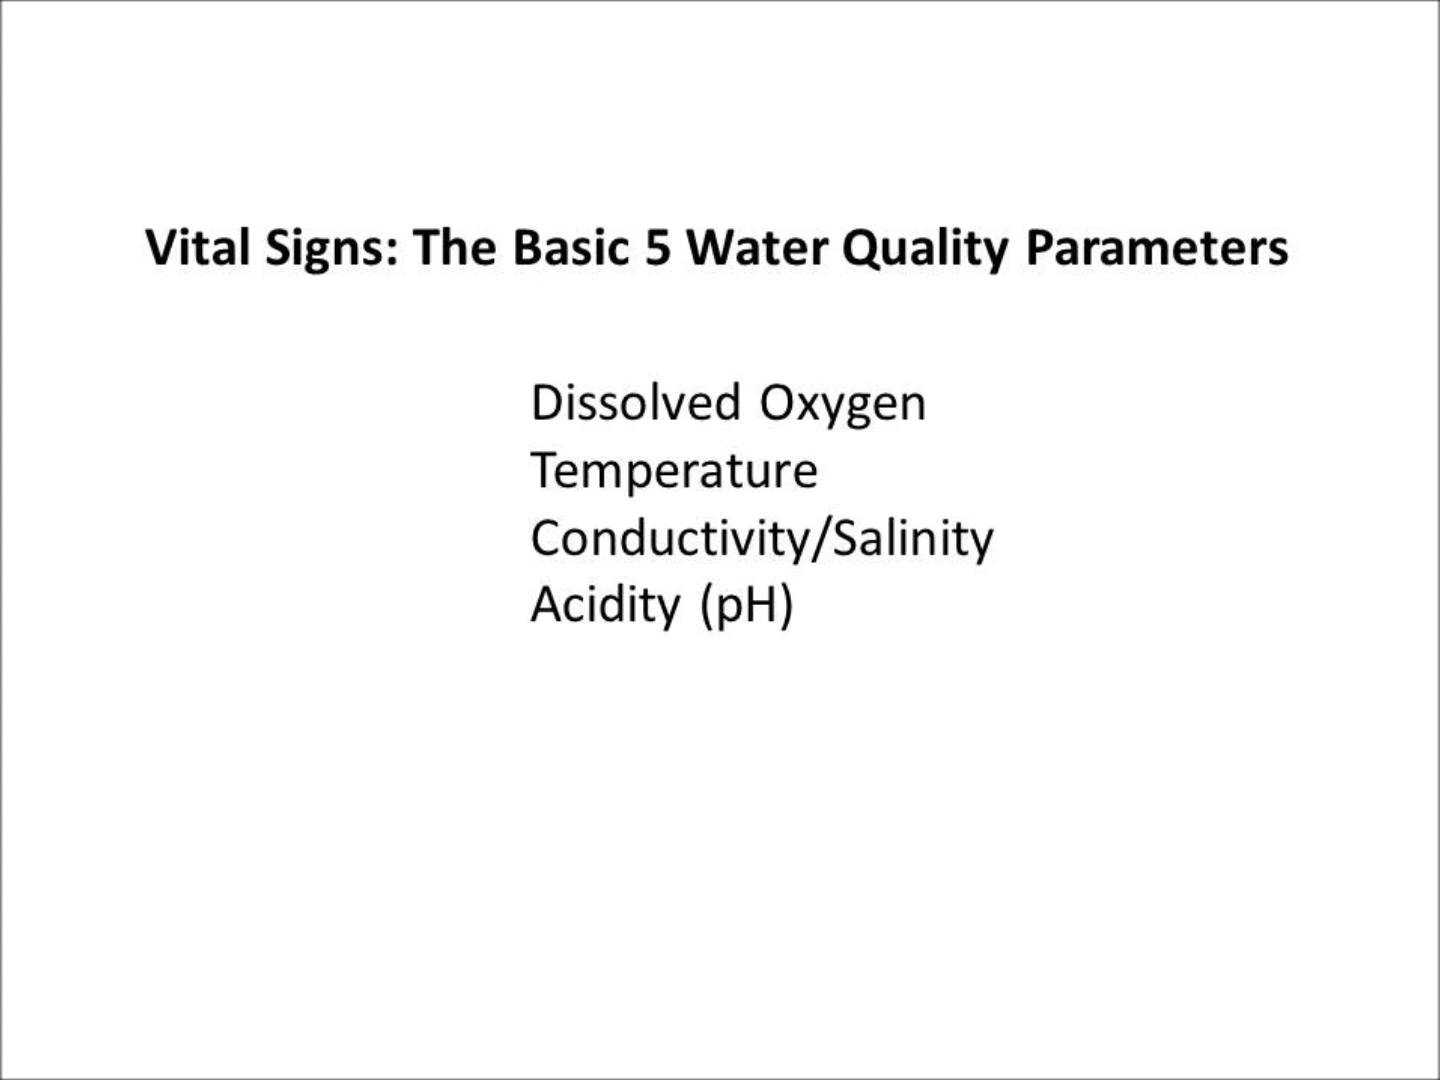 Vital Signs: The Basic 5 Water Quality Parameters
Dissolved Oxygen
Temperature
Conductivity/Salinity
Acidity (pH)